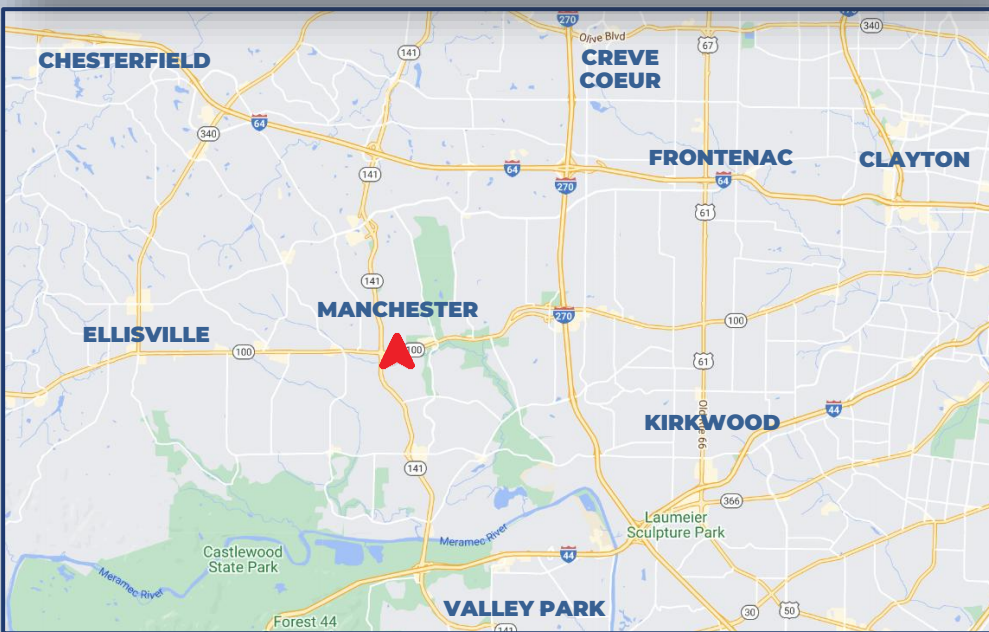 270
340
Olive Blvd
141
67
CHESTERFIELD
CREVE
COEUR
64
340
FRONTENAC
CLAYTON
64
141
270
64
61
141
MANCHESTER
270
100
ELLISVILLE
100
100
61
KIRKWOOD
44
141
366
Laumeier
Sculpture Park
Meramec River
Castlewood
State Park
44
Meramec River
VALLEY PARK
30
50
Forest 44
141